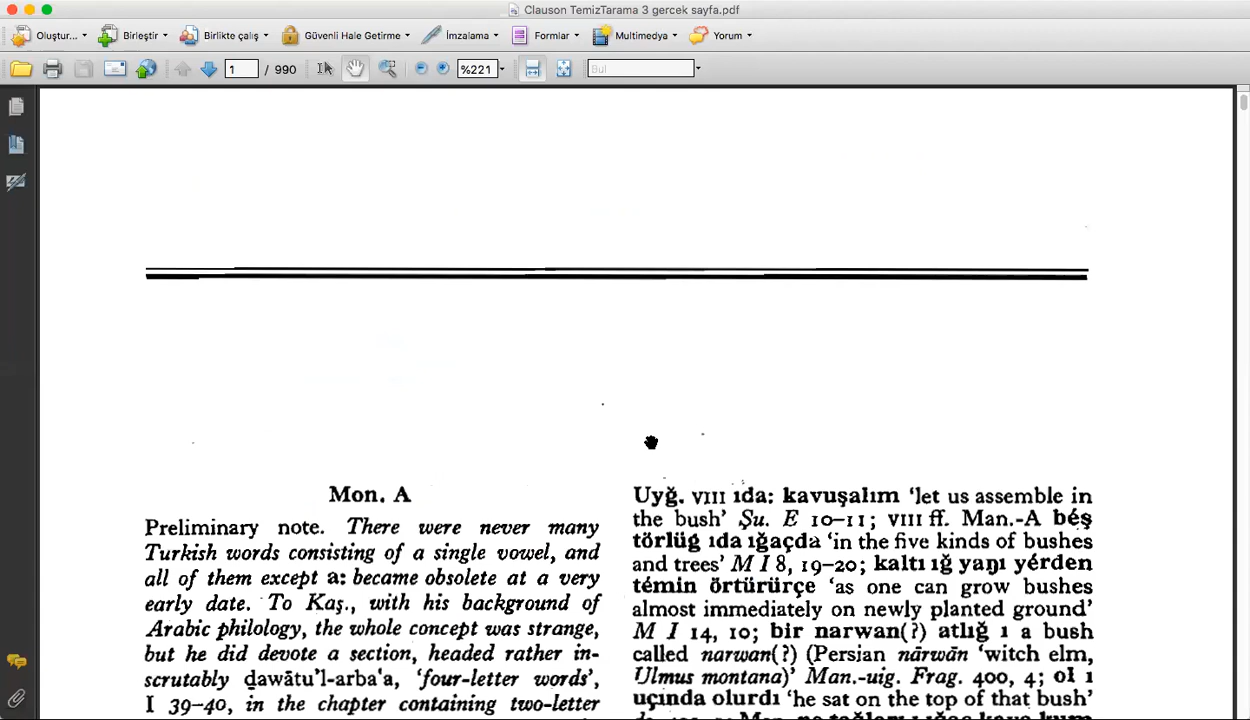 Clauson TemizTarama 3 gercek sayfa.pdf
Oluştur... Birleştir Birlikte çalış Güvenli Hale Getirme İmzalama Formlar Multimedya Yorum
1 / 990 %221 Bul
Mon. A
Preliminary note. There were never many
Turkish words consisting of a single vowel, and
all of them except a: became obsolete at a very
early date. To Kaş., with his background of
Arabic philology, the whole concept was strange,
but he did devote a section, headed rather in-
scrutably ḏawātu'l-arba'a, 'four-letter words',
I 39-40, in the chapter containing two-letter
Uyğ. VIII ıda: kavuşalım 'let us assemble in
the bush' Şu. E 10-11; VIII ff. Man.-A béş
törlüg ıda ığaçda 'in the five kinds of bushes
and trees' M I 8, 19-20; kaltı ığ yaŋı yérden
témin örtürürçe 'as one can grow bushes
almost immediately on newly planted ground'
M I 14, 10; bir narwan(?) atlığ ı a bush
called narwan(?) (Persian nārwān 'witch elm,
Ulmus montana)' Man.-uig. Frag. 400, 4; ol ı
uçında olurdı 'he sat on the top of that bush'